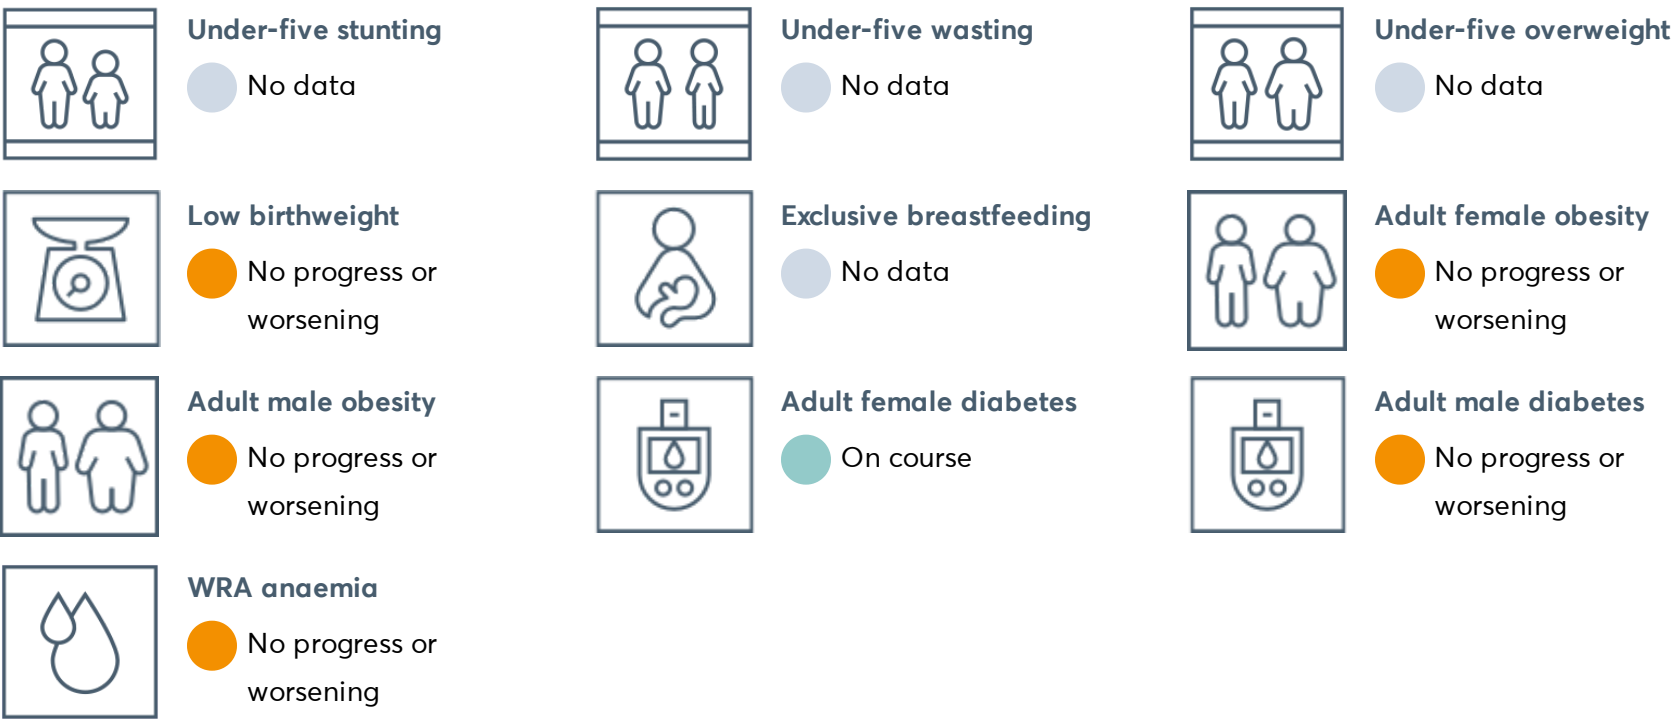 Under-five stunting
No data
Under-five wasting
No data
Under-five overweight
No data
Low birthweight
No progress or
worsening
Exclusive breastfeeding
No data
Adult female obesity
No progress or
worsening
Adult male obesity
No progress or
worsening
Adult female diabetes
On course
Adult male diabetes
No progress or
worsening
WRA anaemia
No progress or
worsening